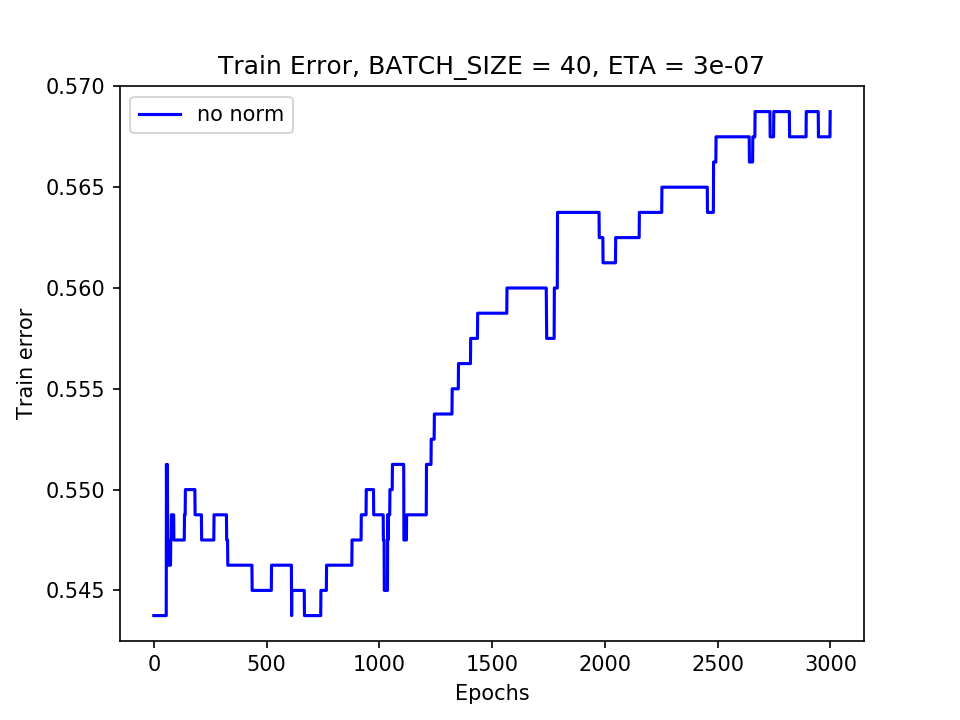 Train Error, BATCH_SIZE = 40, ETA = 3e-07
no norm
0.570
0.565
0.560
0.555
0.550
0.545
Train error
0 500 1000 1500 2000 2500 3000
Epochs